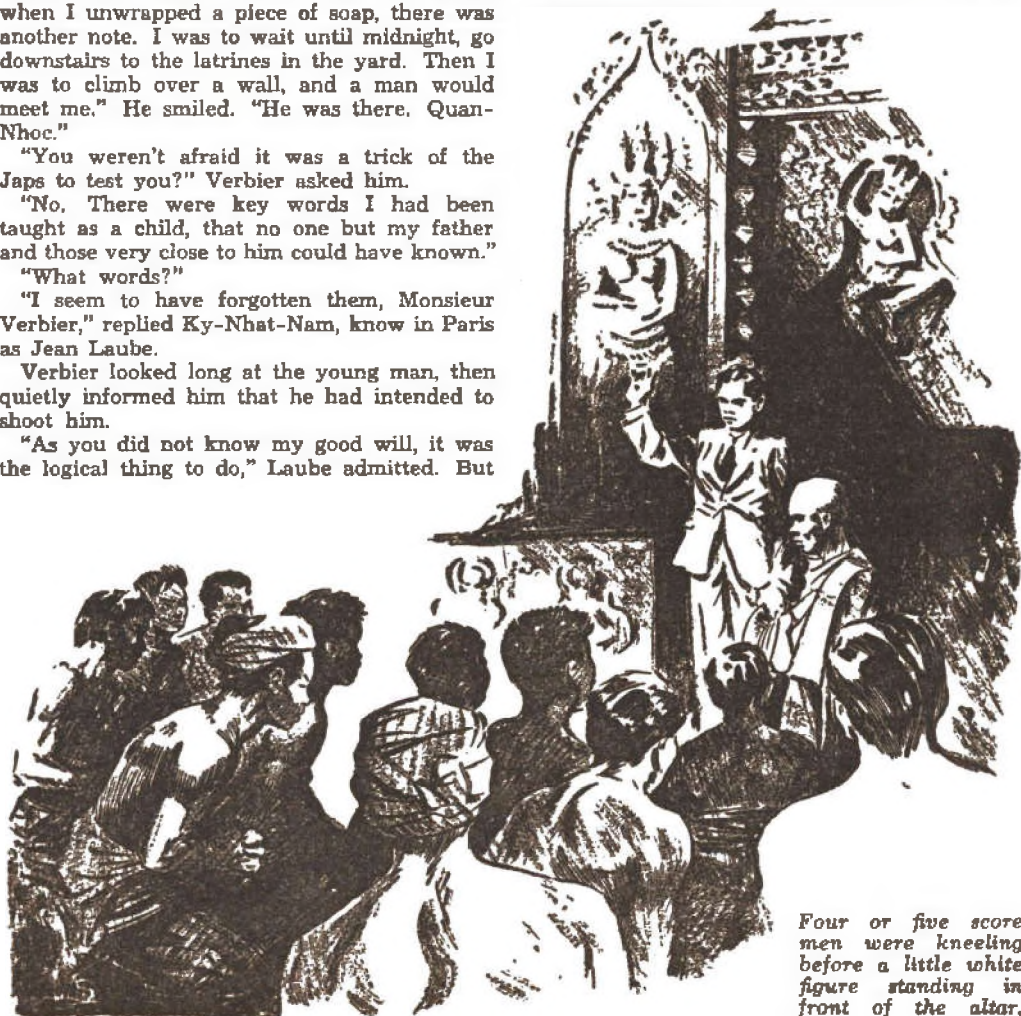 when I unwrapped a piece of soap, there was
another note. I was to wait until midnight, go
downstairs to the latrines in the yard. Then I
was to climb over a wall, and a man would
meet me." He smiled. "He was there, Quan-
Nhoc."
"You weren't afraid it was a trick of the
Japs to test you?" Verbier asked him.
"No. There were key words I had been
taught as a child, that no one but my father
and those very close to him could have known."
"What words?"
"I seem to have forgotten them, Monsieur
Verbier," replied Ky-Nhat-Nam, know in Paris
as Jean Laube.
Verbier looked long at the young man, then
quietly informed him that he had intended to
shoot him.
"As you did not know my good will, it was
the logical thing to do," Laube admitted. But
Four or five score
men were kneeling
before a little white
figure standing in
front of the altar.